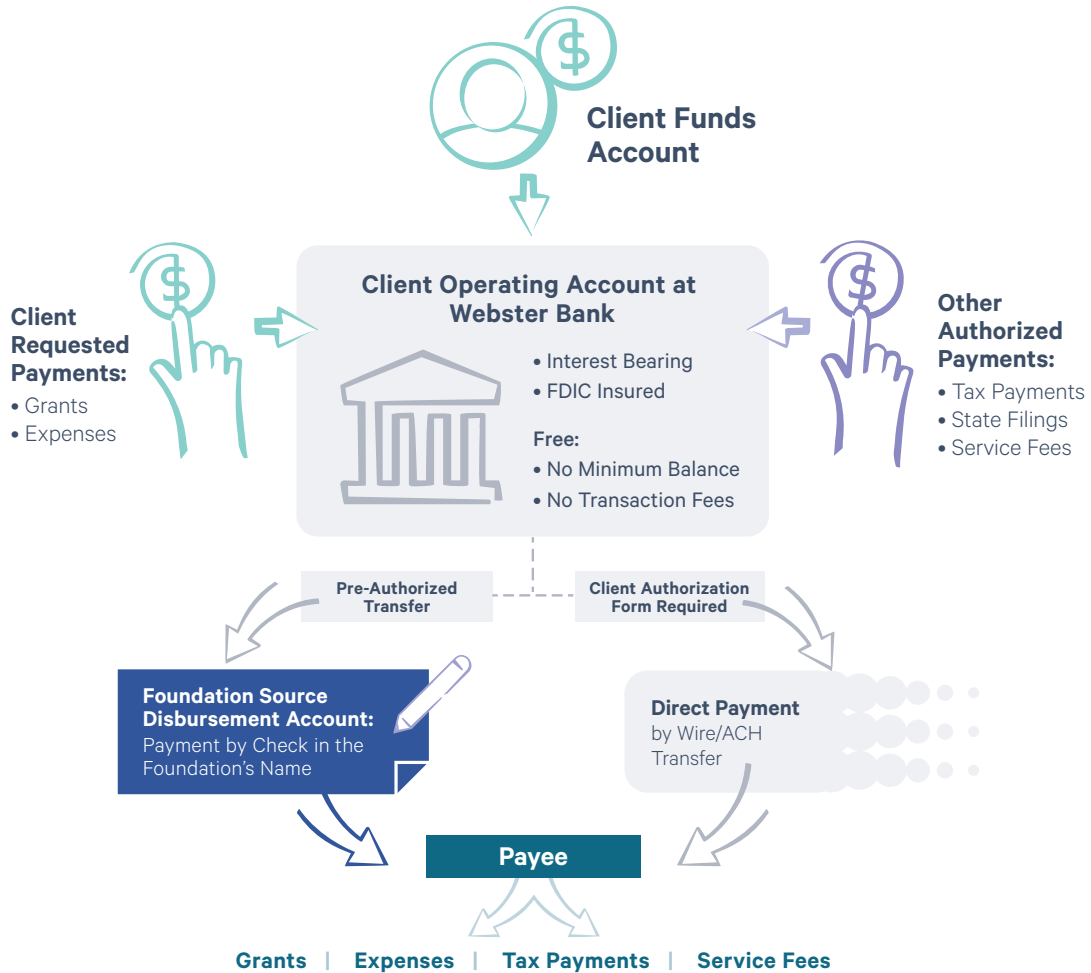 $
Client Funds
Account
$
Client
Requested
Payments:
• Grants
• Expenses
Client Operating Account at
Webster Bank
• Interest Bearing
• FDIC Insured
Free:
• No Minimum Balance
• No Transaction Fees
$
Other
Authorized
Payments:
• Tax Payments
• State Filings
• Service Fees
Pre-Authorized
Transfer
Client Authorization
Form Required
Foundation Source
Disbursement Account:
Payment by Check in the
Foundation's Name
Direct Payment
by Wire/ACH
Transfer
Payee
Grants | Expenses | Tax Payments | Service Fees